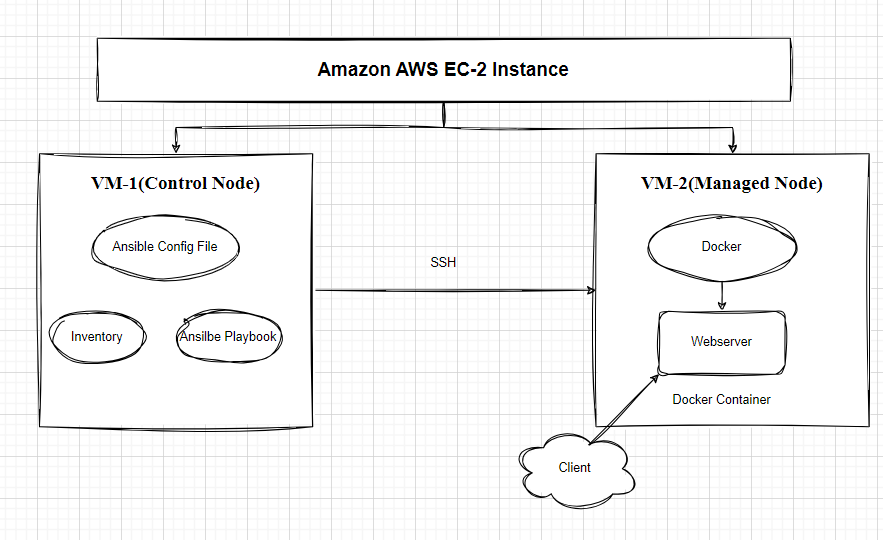 Amazon AWS EC-2 Instance
VM-1(Control Node)
VM-2(Managed Node)
Ansible Config File
Docker
SSH
Inventory
Ansilbe Playbook
Webserver
Docker Container
Client